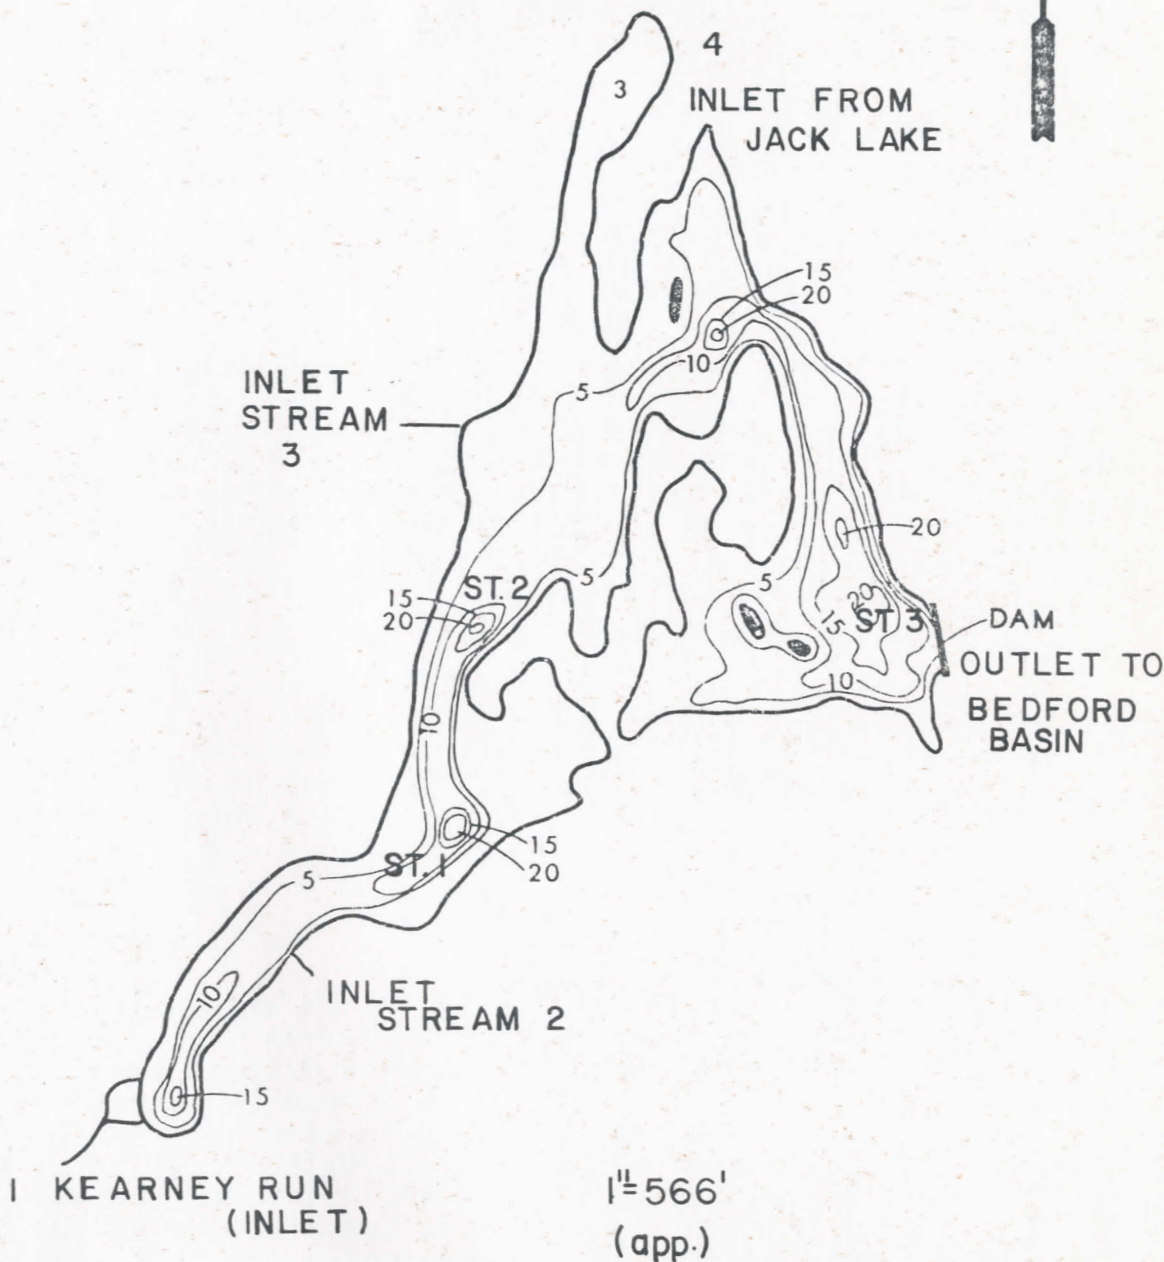 4
3
INLET FROM
JACK LAKE
15
20
10
5
INLET
STREAM
3
20
5
5
ST. 2
15
20
20
15
ST. 3
DAM
OUTLET TO
10
BEDFORD
BASIN
10
15
20
ST. 1
5
10
INLET
STREAM 2
15
1 KEARNEY RUN
(INLET)
1"=566'
(app.)